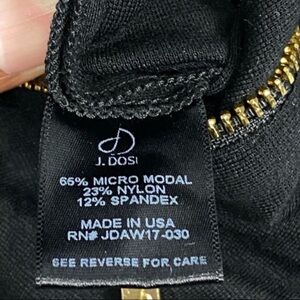 J. DOSI
65% MICRO MODAL
23% NYLON
12% SPANDEX
MADE IN USA
RN# JDAW17-030
SEE REVERSE FOR CARE